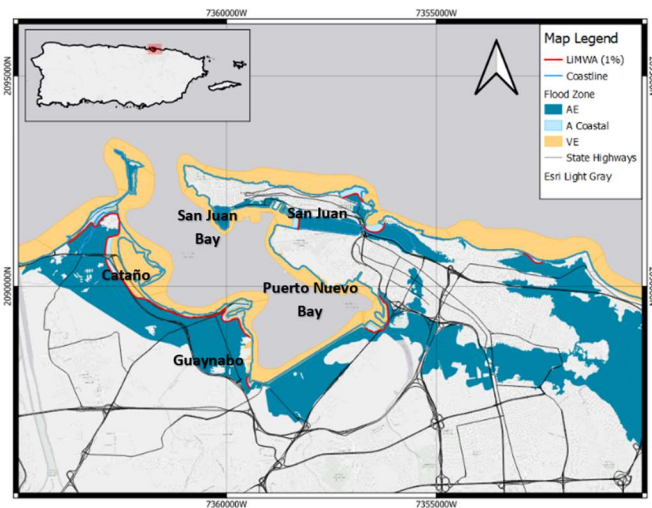 7360000W 7355000W
Map Legend
LiMWA (1%)
Coastline
Flood Zone
AE
A Coastal
VE
State Highways
Esri Light Gray
2095000N
San Juan
Bay
San Juan
Cataño
Puerto Nuevo
Bay
2090000N
Guaynabo
7360000W 7355000W